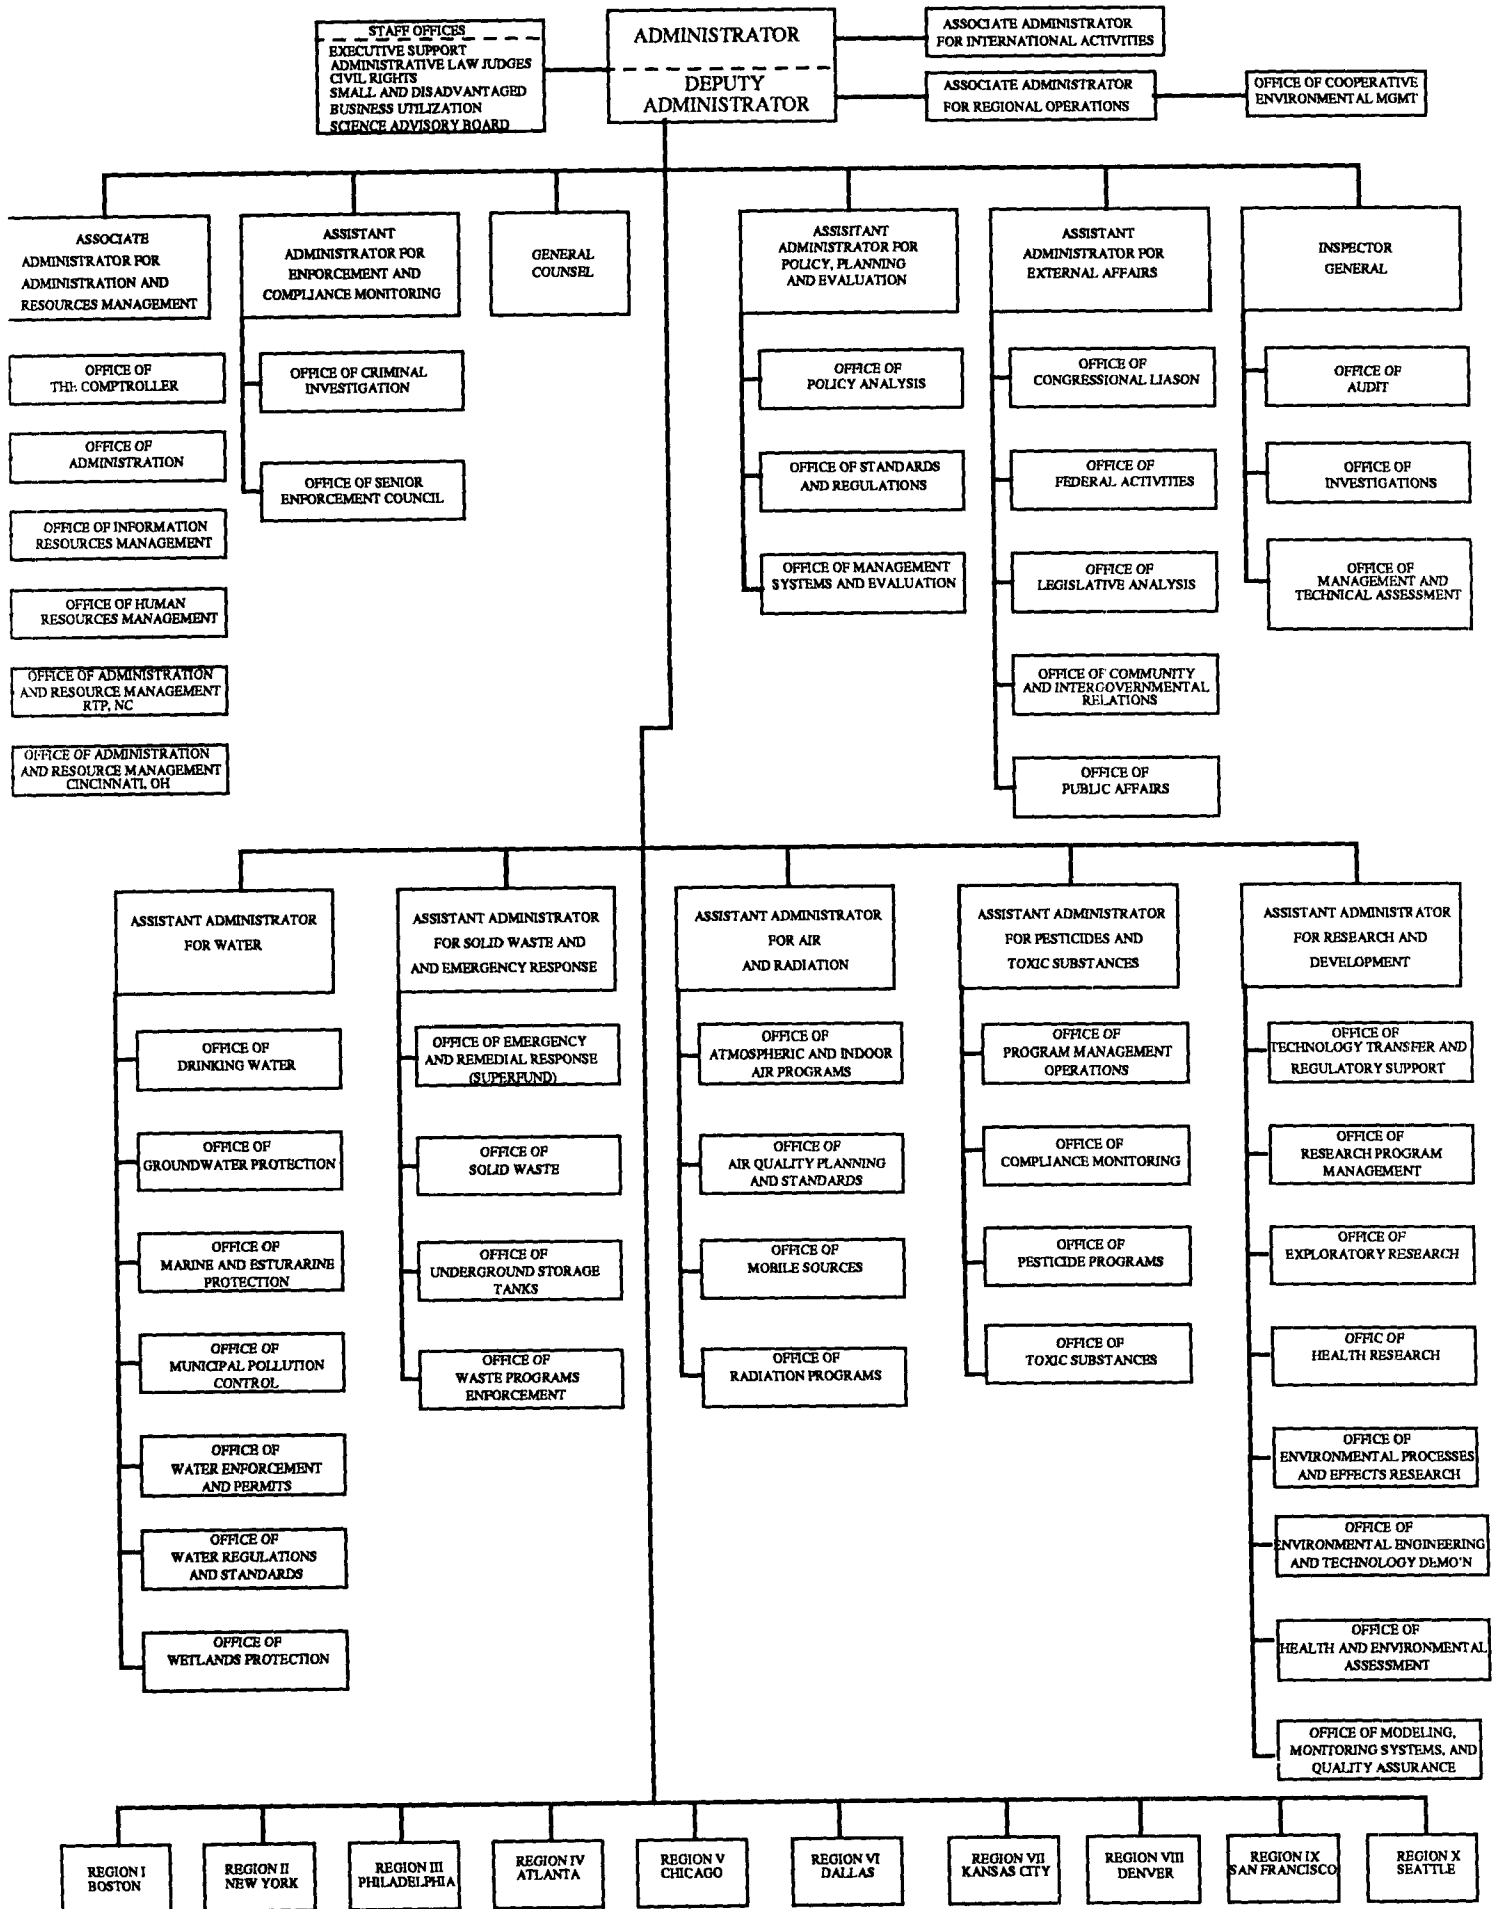 STAFF OFFICES
EXECUTIVE SUPPORT
ADMINISTRATIVE LAW JUDGES
CIVIL RIGHTS
SMALL AND DISADVANTAGED
BUSINESS UTILIZATION
SCIENCE ADVISORY BOARD
ADMINISTRATOR
DEPUTY
ADMINISTRATOR
ASSOCIATE ADMINISTRATOR
FOR INTERNATIONAL ACTIVITIES
ASSOCIATE ADMINISTRATOR
FOR REGIONAL OPERATIONS
OFFICE OF COOPERATIVE
ENVIRONMENTAL MGMT
ASSOCIATE
ADMINISTRATOR FOR
ADMINISTRATION AND
RESOURCES MANAGEMENT
OFFICE OF
THE COMPTROLLER
OFFICE OF
ADMINISTRATION
OFFICE OF INFORMATION
RESOURCES MANAGEMENT
OFFICE OF HUMAN
RESOURCES MANAGEMENT
OFFICE OF ADMINISTRATION
AND RESOURCE MANAGEMENT
RTP, NC
OFFICE OF ADMINISTRATION
AND RESOURCE MANAGEMENT
CINCINNATI, OH
ASSISTANT
ADMINISTRATOR FOR
ENFORCEMENT AND
COMPLIANCE MONITORING
OFFICE OF CRIMINAL
INVESTIGATION
OFFICE OF SENIOR
ENFORCEMENT COUNCIL
GENERAL
COUNSEL
ASSISITANT
ADMINISTRATOR FOR
POLICY, PLANNING
AND EVALUATION
OFFICE OF
POLICY ANALYSIS
OFFICE OF STANDARDS
AND REGULATIONS
OFFICE OF MANAGEMENT
SYSTEMS AND EVALUATION
ASSISTANT
ADMINISTRATOR FOR
EXTERNAL AFFAIRS
OFFICE OF
CONGRESSIONAL LIASON
OFFICE OF
FEDERAL ACTIVITIES
OFFICE OF
LEGISLATIVE ANALYSIS
OFFICE OF COMMUNITY
AND INTERGOVERNMENTAL
RELATIONS
OFFICE OF
PUBLIC AFFAIRS
INSPECTOR
GENERAL
OFFICE OF
AUDIT
OFFICE OF
INVESTIGATIONS
OFFICE OF
MANAGEMENT AND
TECHNICAL ASSESSMENT
ASSISTANT ADMINISTRATOR
FOR WATER
OFFICE OF
DRINKING WATER
OFFICE OF
GROUNDWATER PROTECTION
OFFICE OF
MARINE AND ESTURARINE
PROTECTION
OFFICE OF
MUNICIPAL POLLUTION
CONTROL
OFFICE OF
WATER ENFORCEMENT
AND PERMITS
OFFICE OF
WATER REGULATIONS
AND STANDARDS
OFFICE OF
WETLANDS PROTECTION
ASSISTANT ADMINISTRATOR
FOR SOLID WASTE AND
AND EMERGENCY RESPONSE
OFFICE OF EMERGENCY
AND REMEDIAL RESPONSE
(SUPERFUND)
OFFICE OF
SOLID WASTE
OFFICE OF
UNDERGROUND STORAGE
TANKS
OFFICE OF
WASTE PROGRAMS
ENFORCEMENT
ASSISTANT ADMINISTRATOR
FOR AIR
AND RADIATION
OFFICE OF
ATMOSPHERIC AND INDOOR
AIR PROGRAMS
OFFICE OF
AIR QUALITY PLANNING
AND STANDARDS
OFFICE OF
MOBILE SOURCES
OFFICE OF
RADIATION PROGRAMS
ASSISTANT ADMINISTRATOR
FOR PESTICIDES AND
TOXIC SUBSTANCES
OFFICE OF
PROGRAM MANAGEMENT
OPERATIONS
OFFICE OF
COMPLIANCE MONITORING
OFFICE OF
PESTICIDE PROGRAMS
OFFICE OF
TOXIC SUBSTANCES
ASSISTANT ADMINISTRATOR
FOR RESEARCH AND
DEVELOPMENT
OFFICE OF
TECHNOLOGY TRANSFER AND
REGULATORY SUPPORT
OFFICE OF
RESEARCH PROGRAM
MANAGEMENT
OFFICE OF
EXPLORATORY RESEARCH
OFFIC OF
HEALTH RESEARCH
OFFICE OF
ENVIRONMENTAL PROCESSES
AND EFFECTS RESEARCH
OFFICE OF
ENVIRONMENTAL ENGINEERING
AND TECHNOLOGY DEMO'N
OFFICE OF
HEALTH AND ENVIRONMENTAL
ASSESSMENT
OFFICE OF MODELING,
MONITORING SYSTEMS, AND
QUALITY ASSURANCE
REGION I
BOSTON
REGION II
NEW YORK
REGION III
PHILADELPHIA
REGION IV
ATLANTA
REGION V
CHICAGO
REGION VI
DALLAS
REGION VII
KANSAS CITY
REGION VIII
DENVER
REGION IX
SAN FRANCISCO
REGION X
SEATTLE